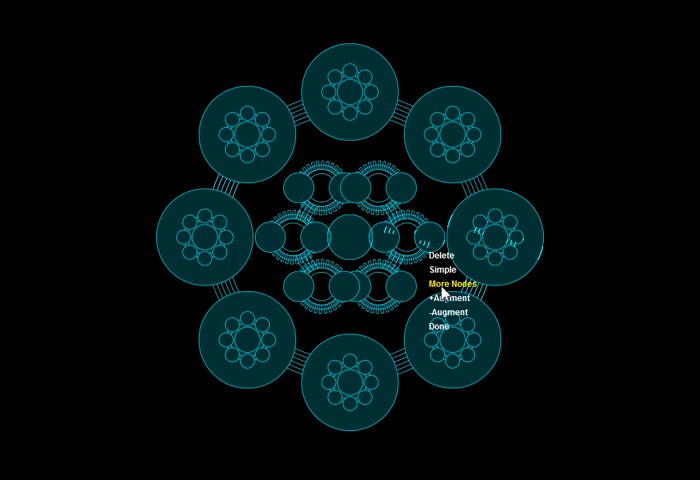 Delete
Simple
More Nodes
+Augment
-Augment
Done